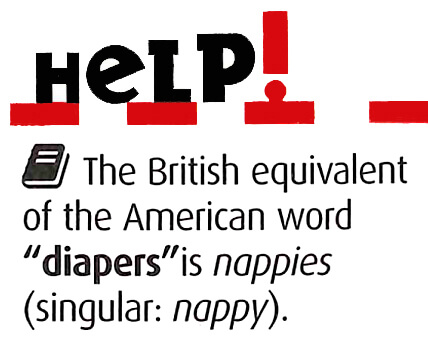 HeLP!
The British equivalent
of the American word
“diapers”is nappies
(singular: nappy).